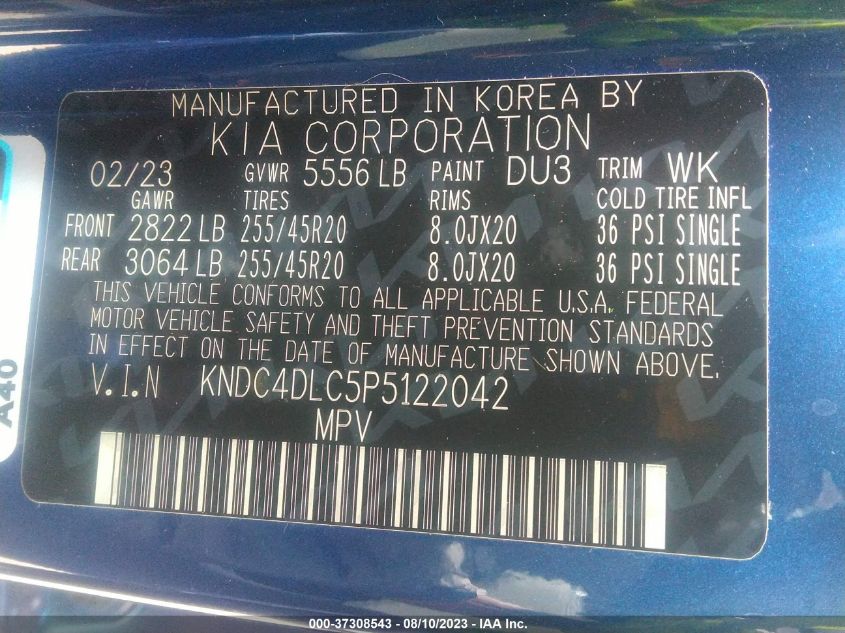 MANUFACTURED IN KOREA BY
KIA CORPORATION
02/23 GVWR 5556 LB PAINT DU3 TRIM WK
GAWR TIRES RIMS COLD TIRE INFL
FRONT 2822 LB 255/45R20 8.0JX20 36 PSI SINGLE
REAR 3064 LB 255/45R20 8.0JX20 36 PSI SINGLE
THIS VEHICLE CONFORMS TO ALL APPLICABLE U.S.A. FEDERAL
MOTOR VEHICLE SAFETY AND THEFT PREVENTION STANDARDS
IN EFFECT ON THE DATE OF MANUFACTURE SHOWN ABOVE.
V.I.N KNDC4DLC5P5122042
MPV
A40
000-37308543 - 08/10/2023 - IAA Inc.